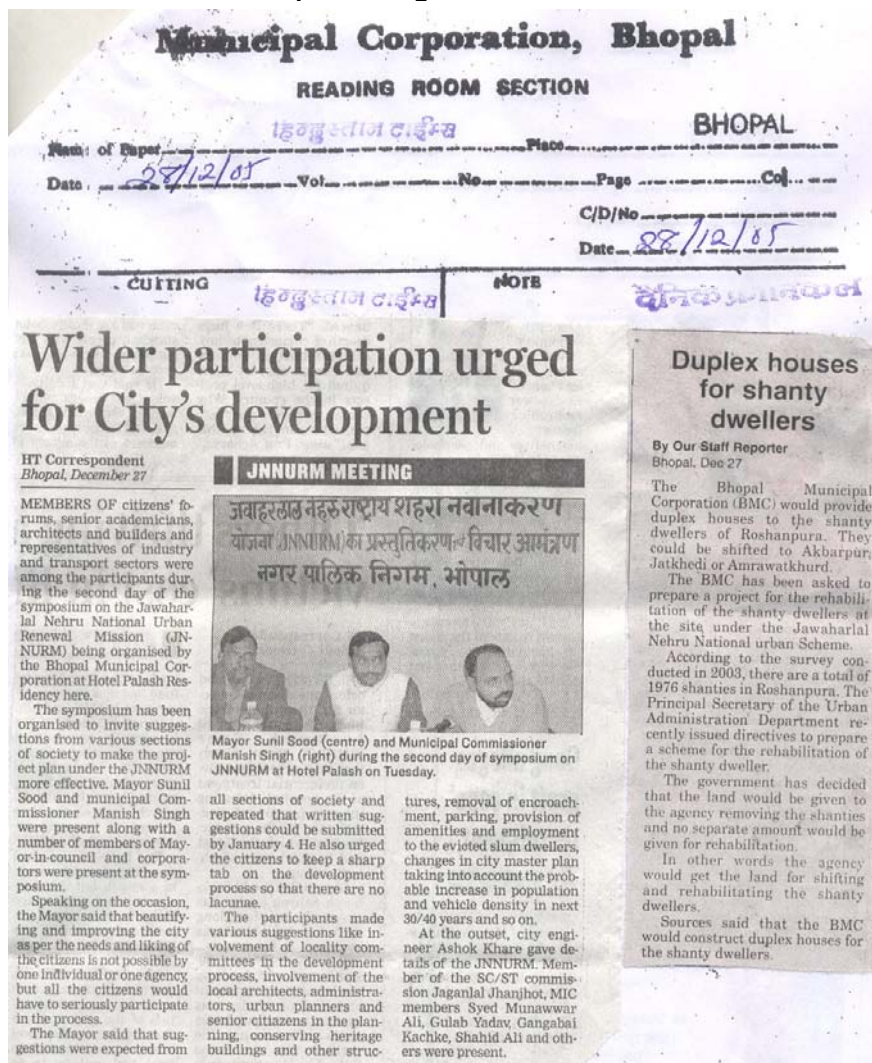 Municipal Corporation, Bhopal
READING ROOM SECTION
हिन्दुस्तान टाईम्स
BHOPAL
Name of Paper Place
Date 28/12/05 Vol. No Page Col.
C/D/No
Date 28/12/05
CUTTING
NOTE
हिन्दुस्तान टाईम्स
दैनिक
Wider participation urged
for City's development
HT Correspondent
Bhopal, December 27
MEMBERS OF citizens' fo-
rums, senior academicians,
architects and builders and
representatives of industry
and transport sectors were
among the participants dur-
ing the second day of the
symposium on the Jawahar-
lal Nehru National Urban
Renewal Mission (JN-
NURM) being organised by
the Bhopal Municipal Cor-
poration at Hotel Palash Res-
idency here.
The symposium has been
organised to invite sugges-
tions from various sections
of society to make the proj-
ect plan under the JNNURM
more effective. Mayor Sunil
Sood and municipal Com-
missioner Manish Singh
were present along with a
number of members of May-
or-in-council and corpora-
tors were present at the sym-
posium.
Speaking on the occasion,
the Mayor said that beautify-
ing and improving the city
as per the needs and liking of
the citizens is not possible by
one individual or one agency
but all the citizens would
have to seriously participate
in the process.
The Mayor said that sug-
gestions were expected from
JNNURM MEETING
जवाहरलाल नेहरू राष्ट्रीय शहरी नवीनीकरण
योजना (JNNURM) का प्रस्तुतिकरण विचार आमंत्रण
नगर पालिक निगम, भोपाल
Mayor Sunil Sood (centre) and Municipal Commissioner
Manish Singh (right) during the second day of symposium on
JNNURM at Hotel Palash on Tuesday.
all sections of society and
repeated that written sug-
gestions could be submitted
by January 4. He also urged
the citizens to keep a sharp
tab on the development
process so that there are no
lacunae.
The participants made
various suggestions like in-
volvement of locality com-
mittees in the development
process, involvement of the
local architects, administra-
tors, urban planners and
senior citiazens in the plan-
ning, conserving heritage
buildings and other struc-
tures, removal of encroach-
ment, parking, provision of
amenities and employment
to the evicted slum dwellers,
changes in city master plan
taking into account the prob-
able increase in population
and vehicle density in next
30/40 years and so on.
At the outset, city engi-
neer Ashok Khare gave de-
tails of the JNNURM. Mem-
ber of the SC/ST commis-
sion Jaganlal Jhanjhot, MIC
members Syed Munawwar
Ali, Gulab Yadav, Gangabai
Kachke, Shahid Ali and oth-
ers were present.
Duplex houses
for shanty
dwellers
By Our Staff Reporter
Bhopal, Dec 27
The Bhopal Municipal
Corporation (BMC) would provide
duplex houses to the shanty
dwellers of Roshanpura. They
could be shifted to Akbarpur,
Jatkhedi or Amrawatkhurd.
The BMC has been asked to
prepare a project for the rehabili-
tation of the shanty dwellers at
the site under the Jawaharlal
Nehru National urban Scheme.
According to the survey con-
ducted in 2003, there are a total of
1976 shanties in Roshanpura. The
Principal Secretary of the Urban
Administration Department re-
cently issued directives to prepare
a scheme for the rehabilitation of
the shanty dweller.
The government has decided
that the land would be given to
the agency removing the shanties
and no separate amount would be
given for rehabilitation.
In other words the agency
would get the land for shifting
and rehabilitating the shanty
dwellers.
Sources said that the BMC
would construct duplex houses for
the shanty dwellers.